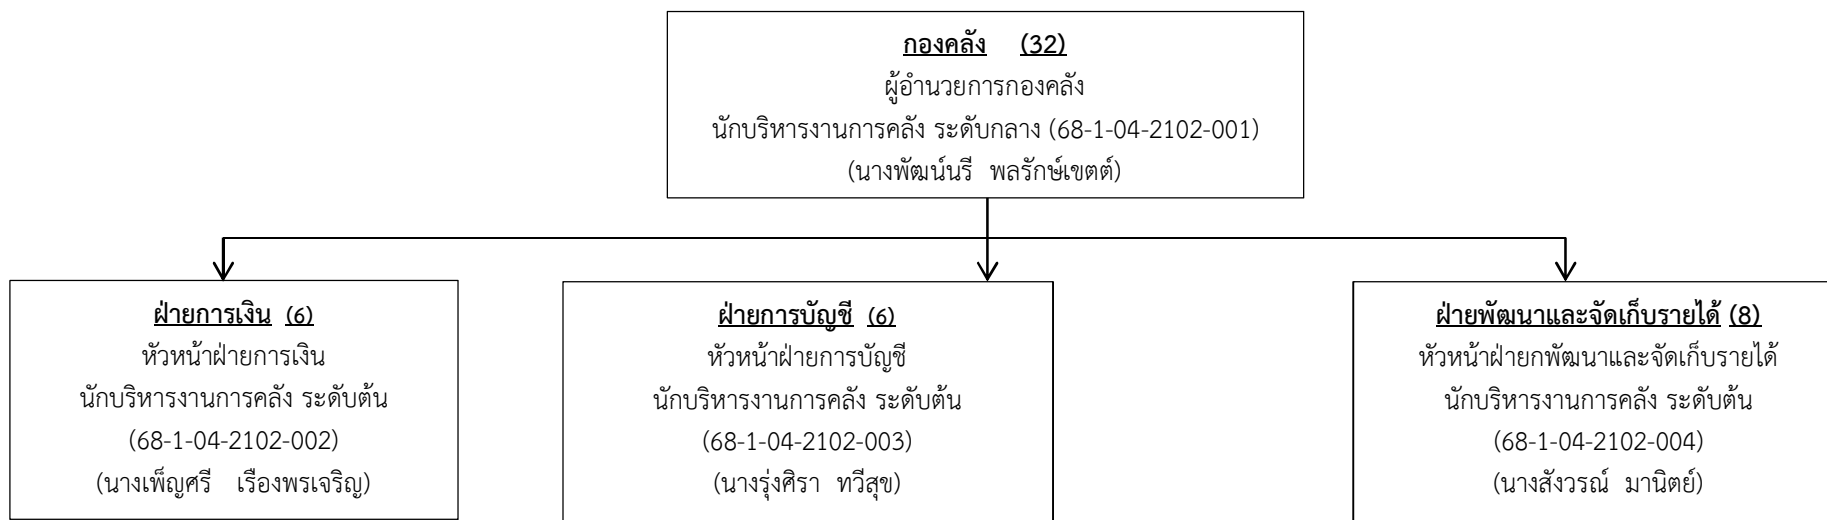 กองคลัง (32)
ผู้อำนวยการกองคลัง
นักบริหารงานการคลัง ระดับกลาง (68-1-04-2102-001)
(นางพัฒน์นรี พลรักษ์เขตต์)
ฝ่ายการเงิน (6)
หัวหน้าฝ่ายการเงิน
นักบริหารงานการคลัง ระดับต้น
(68-1-04-2102-002)
(นางเพ็ญศรี เรืองพรเจริญ)
ฝ่ายการบัญชี (6)
หัวหน้าฝ่ายการบัญชี
นักบริหารงานการคลัง ระดับต้น
(68-1-04-2102-003)
(นางรุ่งศิรา ทวีสุข)
ฝ่ายพัฒนาและจัดเก็บรายได้ (8)
หัวหน้าฝ่ายกพัฒนาและจัดเก็บรายได้
นักบริหารงานการคลัง ระดับต้น
(68-1-04-2102-004)
(นางสังวรณ์ มานิตย์)